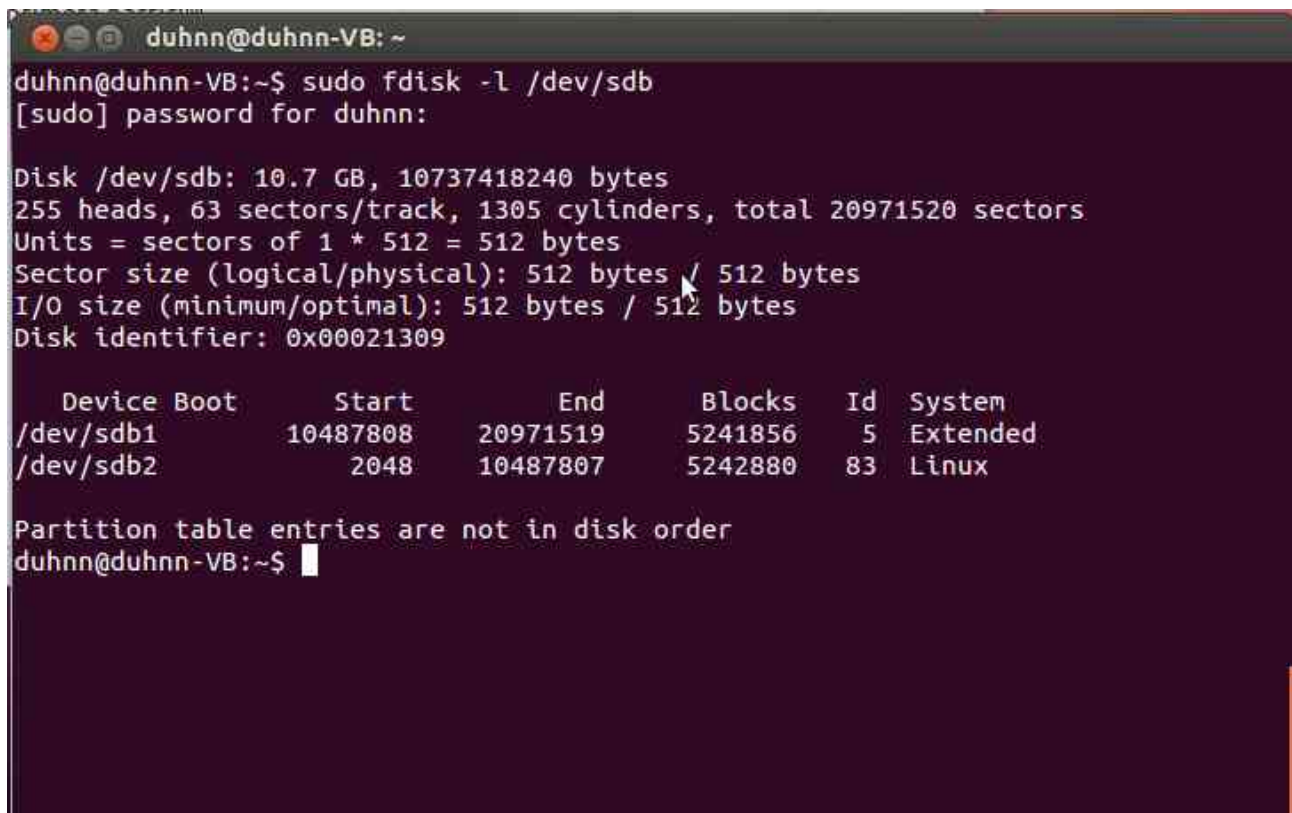 duhnn@duhnn-VB: ~
duhnn@duhnn-VB:~$ sudo fdisk -l /dev/sdb
[sudo] password for duhnn:
Disk /dev/sdb: 10.7 GB, 10737418240 bytes
255 heads, 63 sectors/track, 1305 cylinders, total 20971520 sectors
Units = sectors of 1 * 512 = 512 bytes
Sector size (logical/physical): 512 bytes / 512 bytes
I/O size (minimum/optimal): 512 bytes / 512 bytes
Disk identifier: 0x00021309
Device Boot Start End Blocks Id System
/dev/sdb1 10487808 20971519 5241856 5 Extended
/dev/sdb2 2048 10487807 5242880 83 Linux
Partition table entries are not in disk order
duhnn@duhnn-VB:~$